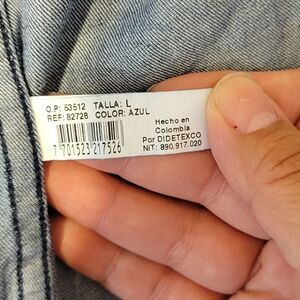 O.P: 53512 TALLA: L
REF: 82728 COLOR: AZUL
Hecho en
Colombia
Por DIDETEXCO
NIT: 890.917.020
7 701523 217526